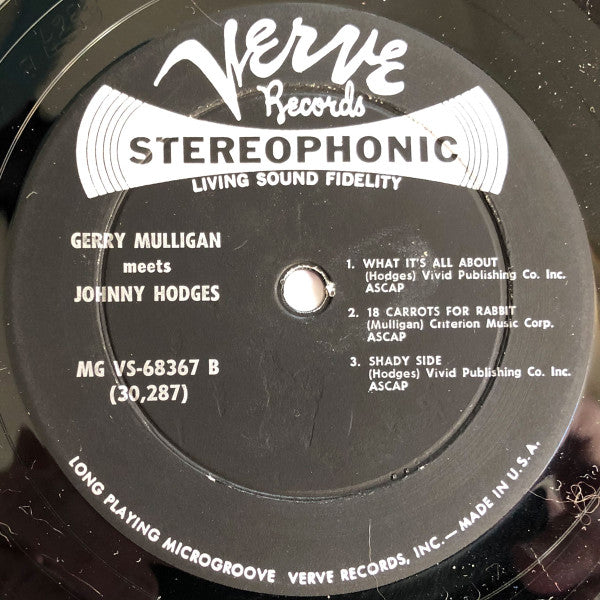 Verve
Records
STEREOPHONIC
LIVING SOUND FIDELITY
GERRY MULLIGAN
meets
JOHNNY HODGES
MG VS-68367 B
(30,287)
1. WHAT IT'S ALL ABOUT
(Hodges) Vivid Publishing Co. Inc.
ASCAP
2. 18 CARROTS FOR RABBIT
(Mulligan) Criterion Music Corp.
ASCAP
3. SHADY SIDE
(Hodges) Vivid Publishing Co. Inc.
ASCAP
LONG PLAYING MICROGROOVE VERVE RECORDS, INC.—MADE IN U.S.A.